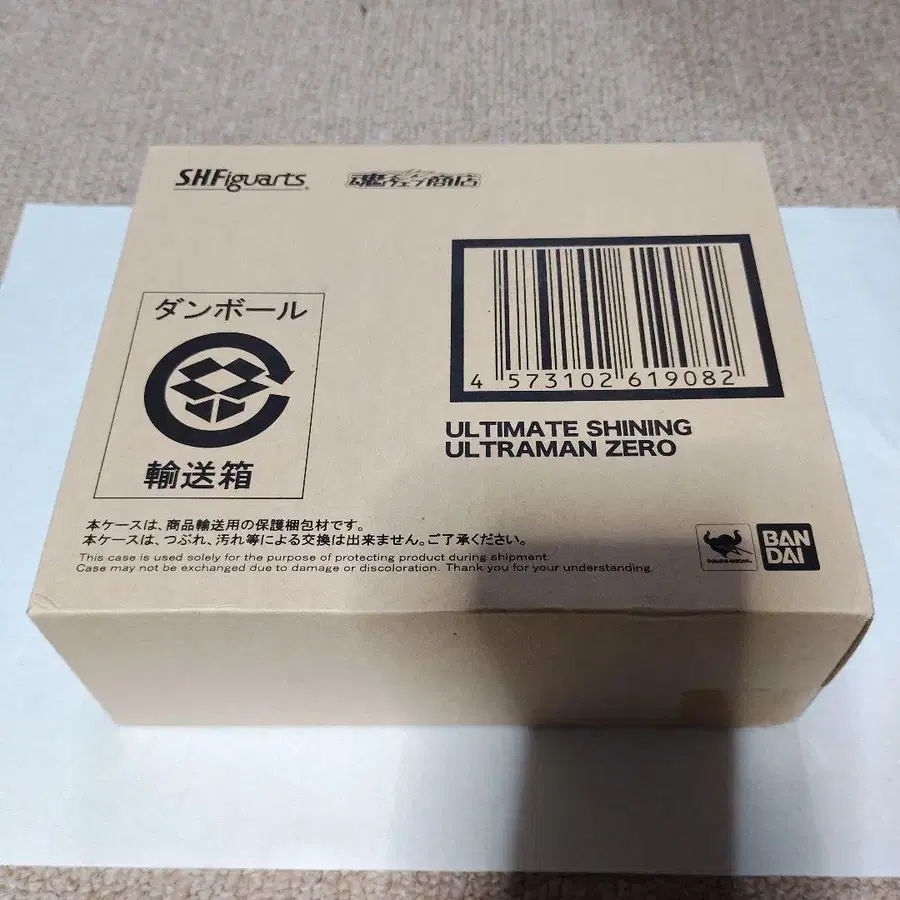 S.H.Figuarts
魂ウェブ商店
ダンボール
輸送箱
4 573102 619082
ULTIMATE SHINING
ULTRAMAN ZERO
本ケースは、商品輸送用の保護梱包材です。
本ケースは、つぶれ、汚れ等による交換は出来ません。ご了承ください。
This case is used solely for the purpose of protecting product during shipment.
Case may not be exchanged due to damage or discoloration. Thank you for your understanding.
BAN
DAI